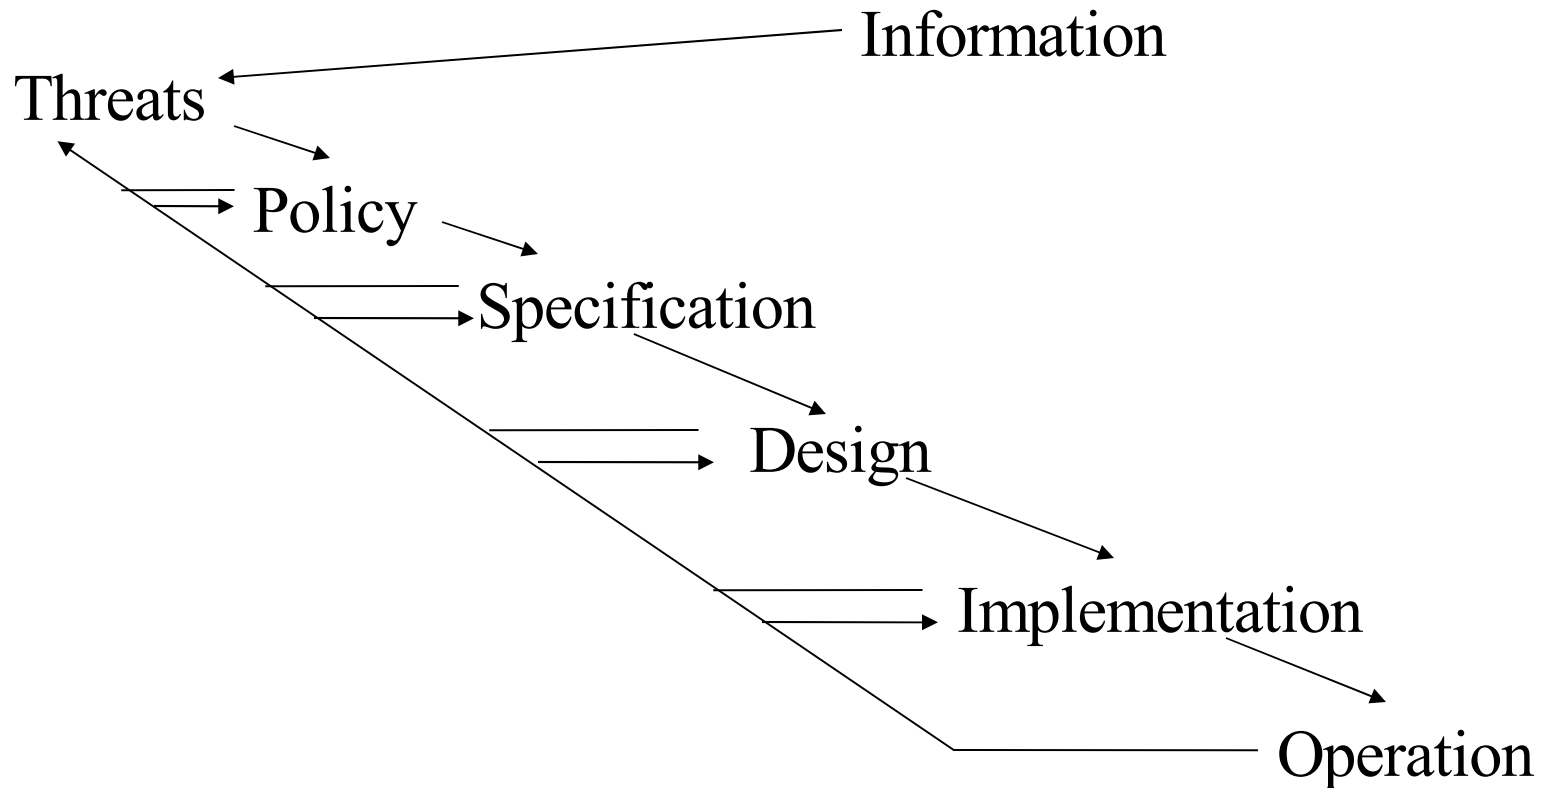 Information
Threats
Policy
Specification
Design
Implementation
Operation